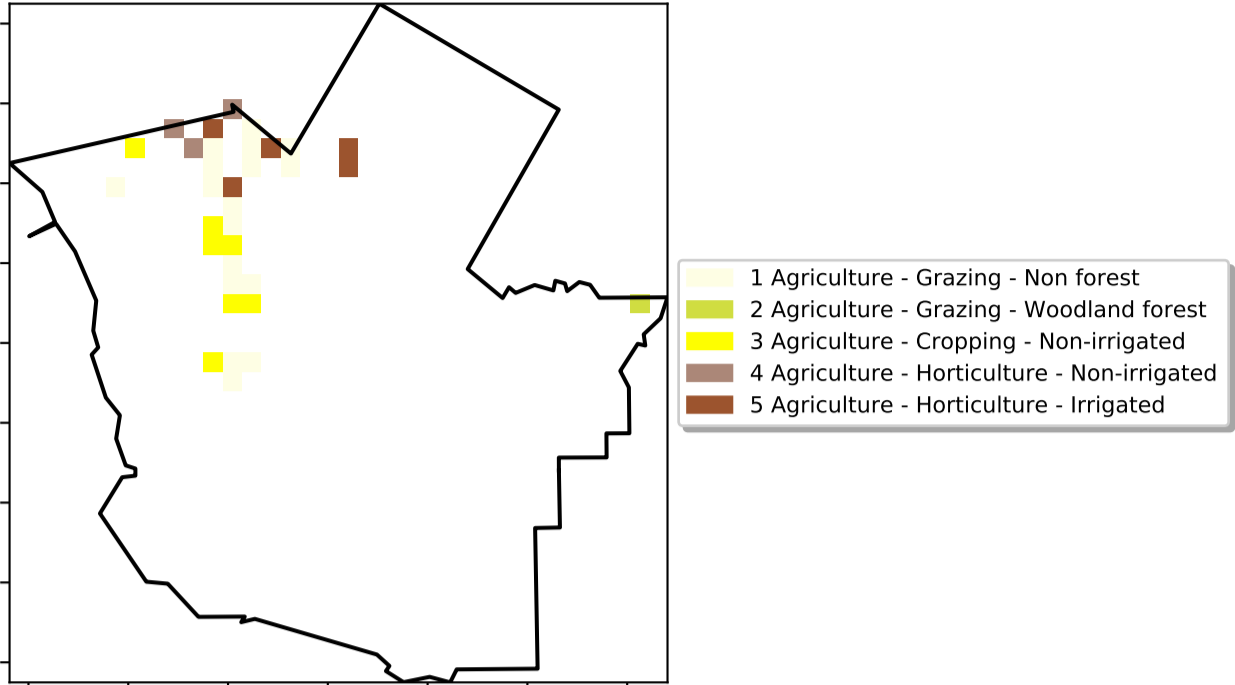 1 Agriculture - Grazing - Non forest
2 Agriculture - Grazing - Woodland forest
3 Agriculture - Cropping - Non-irrigated
4 Agriculture - Horticulture - Non-irrigated
5 Agriculture - Horticulture - Irrigated